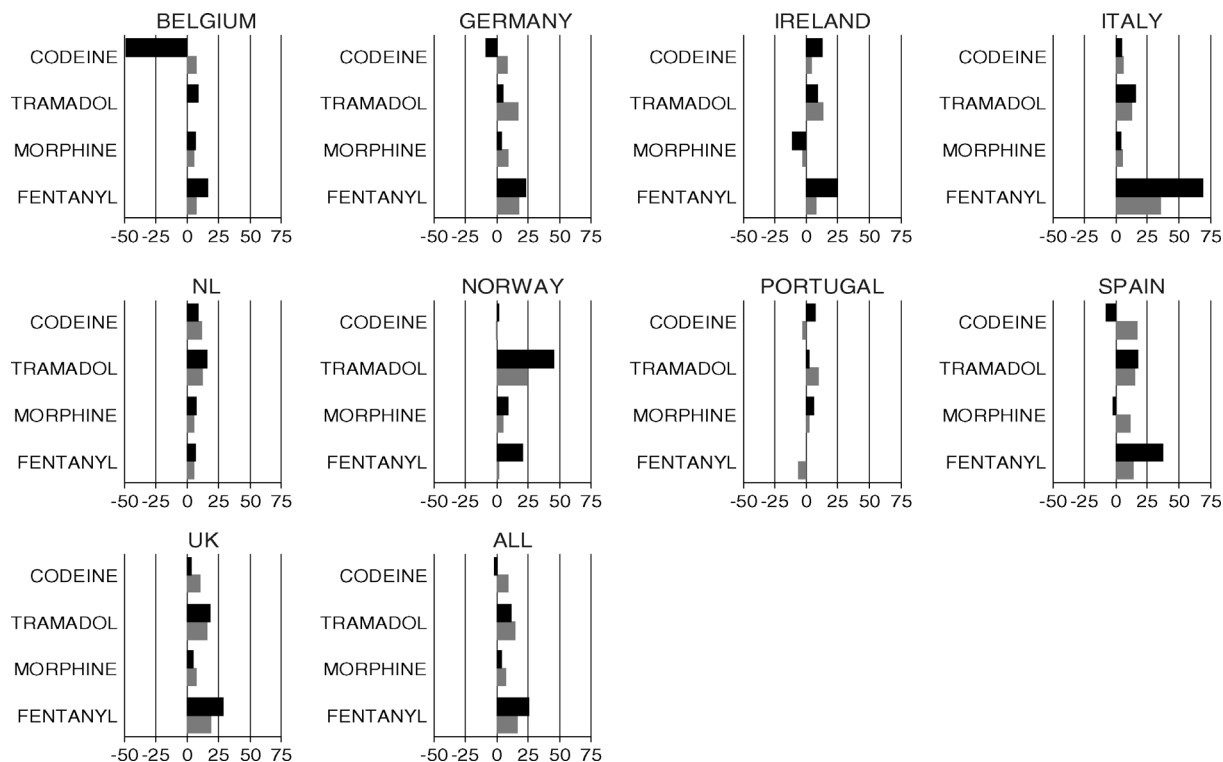 BELGIUM
CODEINE
TRAMADOL
MORPHINE
FENTANYL
-50 -25 0 25 50 75
GERMANY
CODEINE
TRAMADOL
MORPHINE
FENTANYL
-50 -25 0 25 50 75
IRELAND
CODEINE
TRAMADOL
MORPHINE
FENTANYL
-50 -25 0 25 50 75
ITALY
CODEINE
TRAMADOL
MORPHINE
FENTANYL
-50 -25 0 25 50 75
NL
CODEINE
TRAMADOL
MORPHINE
FENTANYL
-50 -25 0 25 50 75
NORWAY
CODEINE
TRAMADOL
MORPHINE
FENTANYL
-50 -25 0 25 50 75
PORTUGAL
CODEINE
TRAMADOL
MORPHINE
FENTANYL
-50 -25 0 25 50 75
SPAIN
CODEINE
TRAMADOL
MORPHINE
FENTANYL
-50 -25 0 25 50 75
UK
CODEINE
TRAMADOL
MORPHINE
FENTANYL
-50 -25 0 25 50 75
ALL
CODEINE
TRAMADOL
MORPHINE
FENTANYL
-50 -25 0 25 50 75